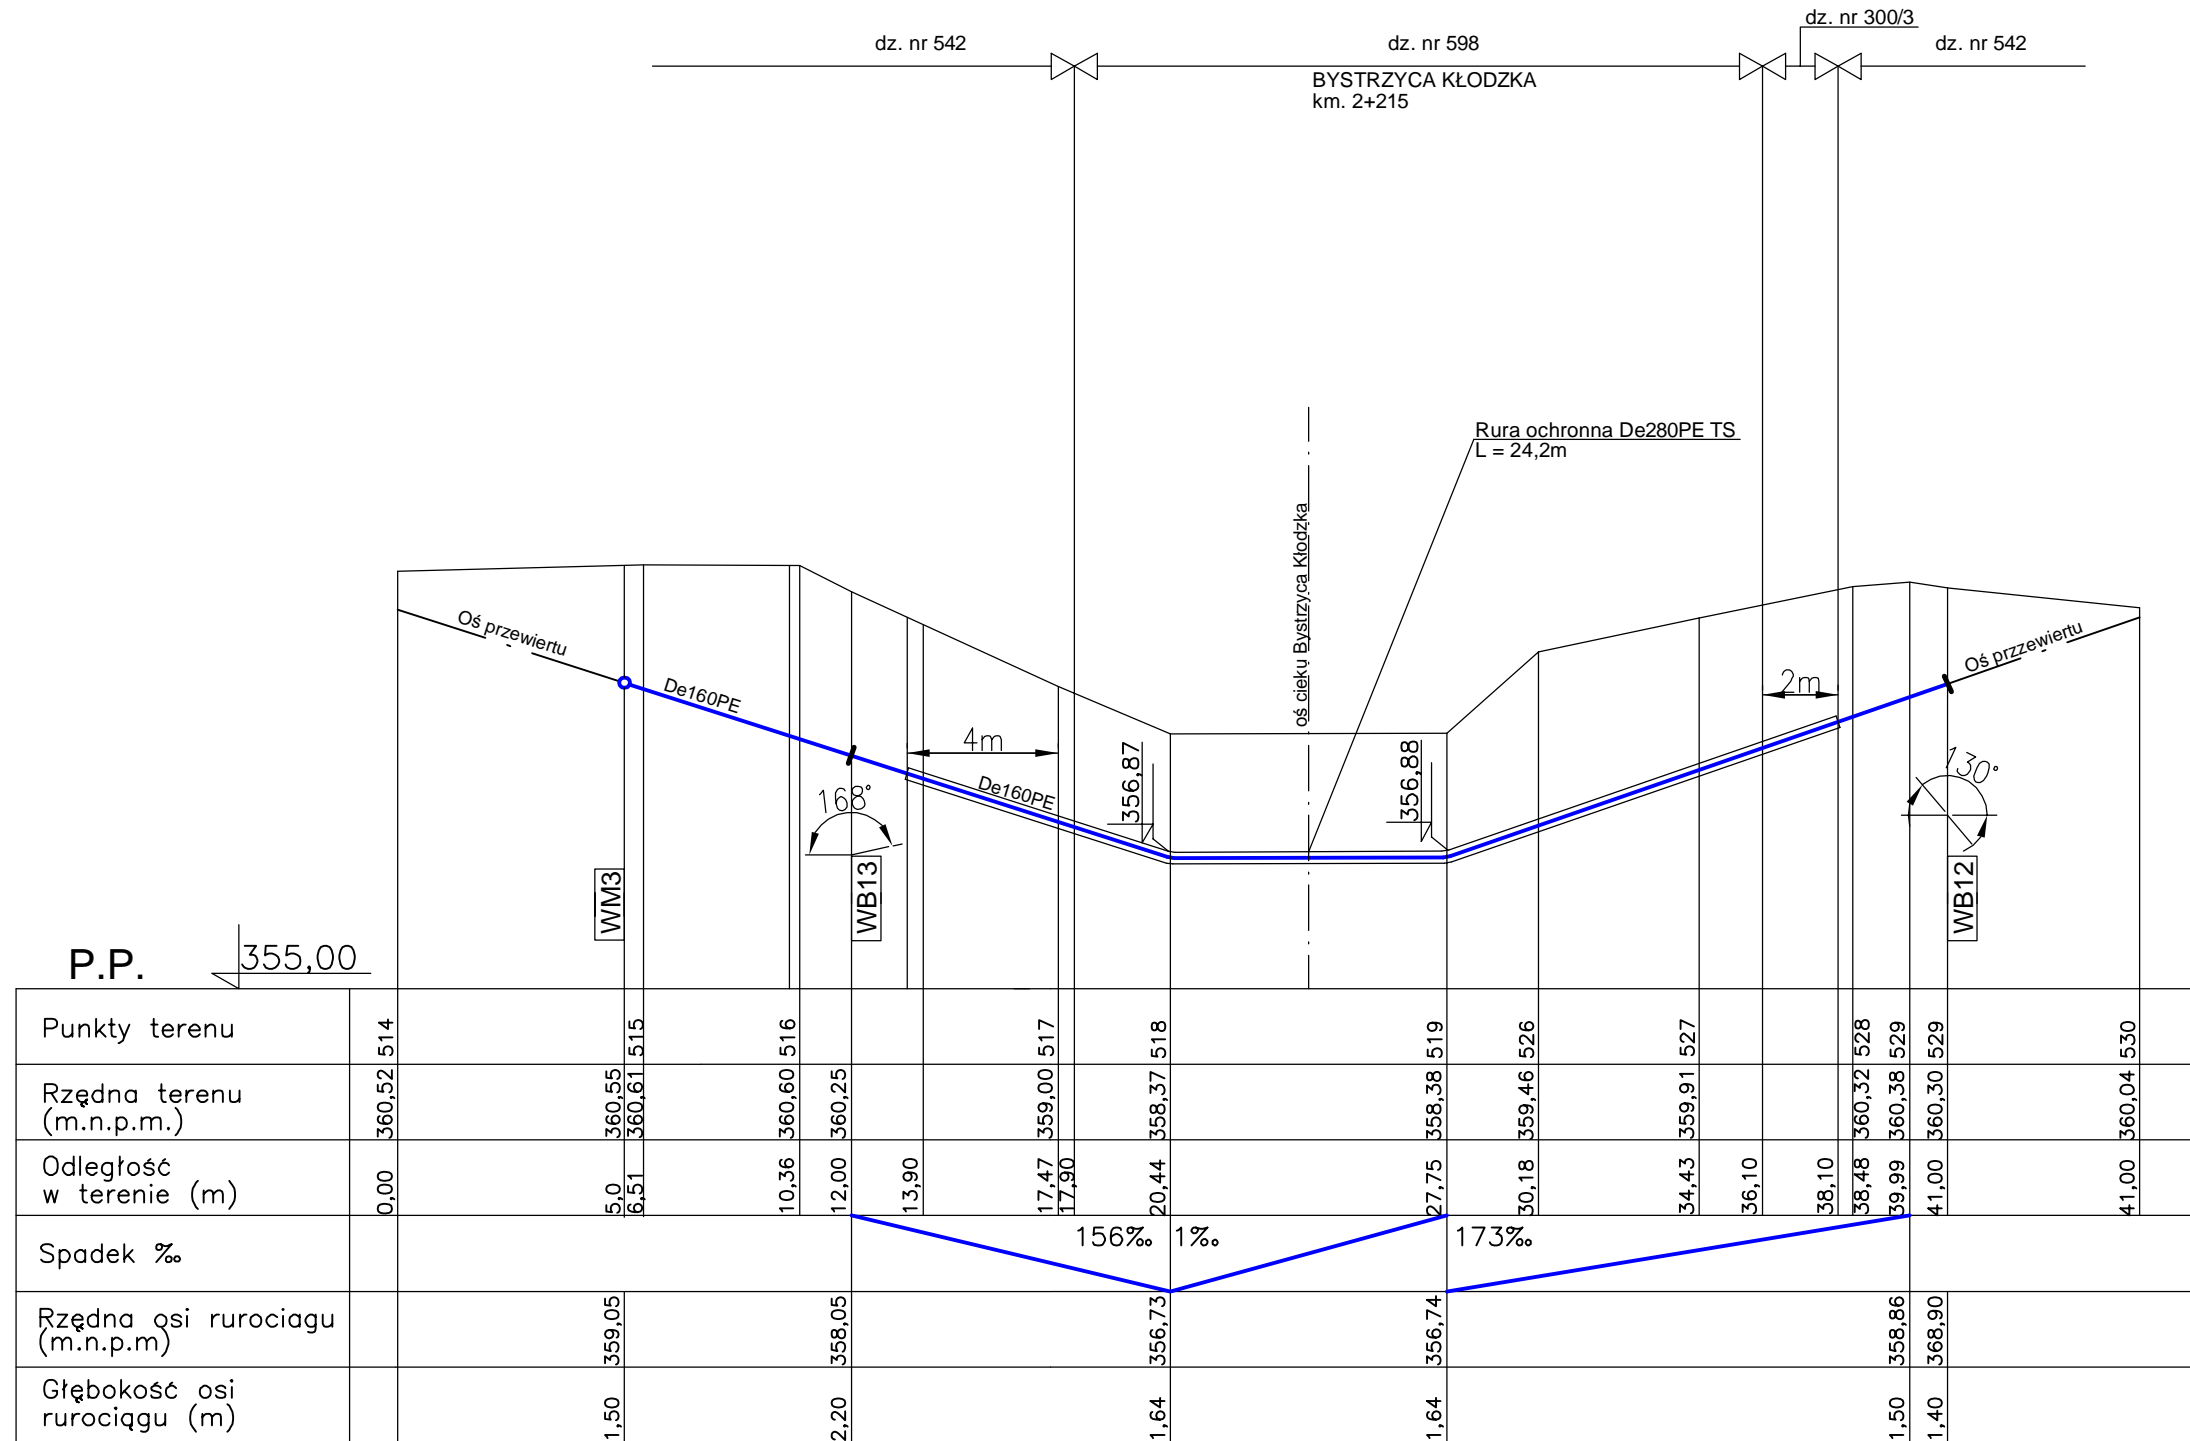 dz. nr 300/3
dz. nr 542
dz. nr 598
dz. nr 542
BYSTRZYCA KŁODZKA
km. 2+215
Rura ochronna De280PE TS
L = 24,2m
oś cieku Bystrzyca Kłodzka
Oś przewiertu
De160PE
Oś przzewiertu
2m
4m
De160PE
356,87
356,88
168°
130°
WM3
WB13
WB12
P.P.
355,00
Punkty terenu
514
515
516
517
518
519
526
527
528
529
529
530
Rzędna terenu
(m.n.p.m.)
360,52
360,55
360,61
360,60
360,25
359,00
358,37
358,38
359,46
359,91
360,32
360,38
360,30
360,04
Odległość
w terenie (m)
0,00
5,0
6,51
10,36
12,00
13,90
17,47
17,90
20,44
27,75
30,18
34,43
36,10
38,10
38,48
39,99
41,00
41,00
Spadek ‰
156‰
1‰
173‰
Rzędna osi rurociagu
(m.n.p.m)
359,05
358,05
356,73
356,74
358,86
368,90
Głębokość osi
rurociągu (m)
1,50
2,20
1,64
1,64
1,50
1,40